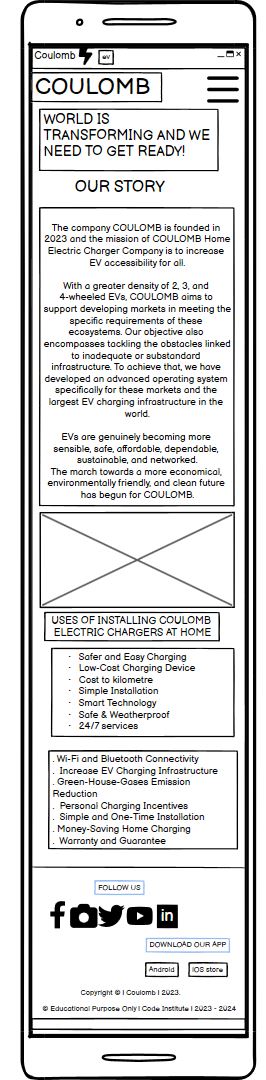 Coulomb eV
COULOMB
WORLD IS
TRANSFORMING AND WE
NEED TO GET READY!
OUR STORY
The company COULOMB is founded in
2023 and the mission of COULOMB Home
Electric Charger Company is to increase
EV accessibility for all.
With a greater density of 2, 3, and
4-wheeled EVs, COULOMB aims to
support developing markets in meeting the
specific requirements of these
ecosystems. Our objective also
encompasses tackling the obstacles linked
to inadequate or substandard
infrastructure. To achieve that, we have
developed an advanced operating system
specifically for these markets and the
largest EV charging infrastructure in the
world.
EVs are genuinely becoming more
sensible, safe, affordable, dependable,
sustainable, and networked.
The march towards a more economical,
environmentally friendly, and clean future
has begun for COULOMB.
USES OF INSTALLING COULOMB
ELECTRIC CHARGERS AT HOME
· Safer and Easy Charging
· Low-Cost Charging Device
· Cost to kilometre
· Simple Installation
· Smart Technology
· Safe & Weatherproof
· 24/7 services
. Wi-Fi and Bluetooth Connectivity
. Increase EV Charging Infrastructure
. Green-House-Gases Emission
Reduction
. Personal Charging Incentives
. Simple and One-Time Installation
. Money-Saving Home Charging
. Warranty and Guarantee
FOLLOW US
in
DOWNLOAD OUR APP
Android IOS store
Copyright © | Coulomb | 2023.
© Educational Purpose Only | Code Institute | 2023 - 2024